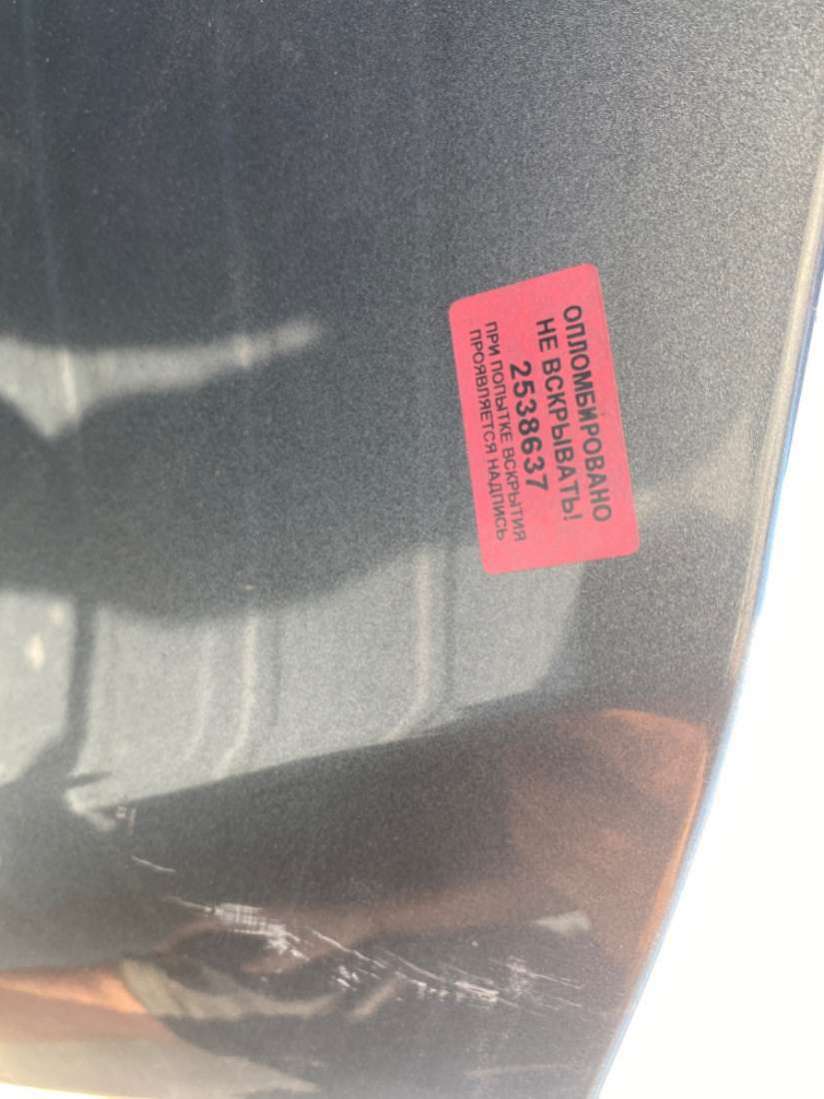 ОПЛОМБИРОВАНО
НЕ ВСКРЫВАТЬ!
2538637
ПРИ ПОПЫТКЕ ВСКРЫТИЯ
ПРОЯВЛЯЕТСЯ НАДПИСЬ